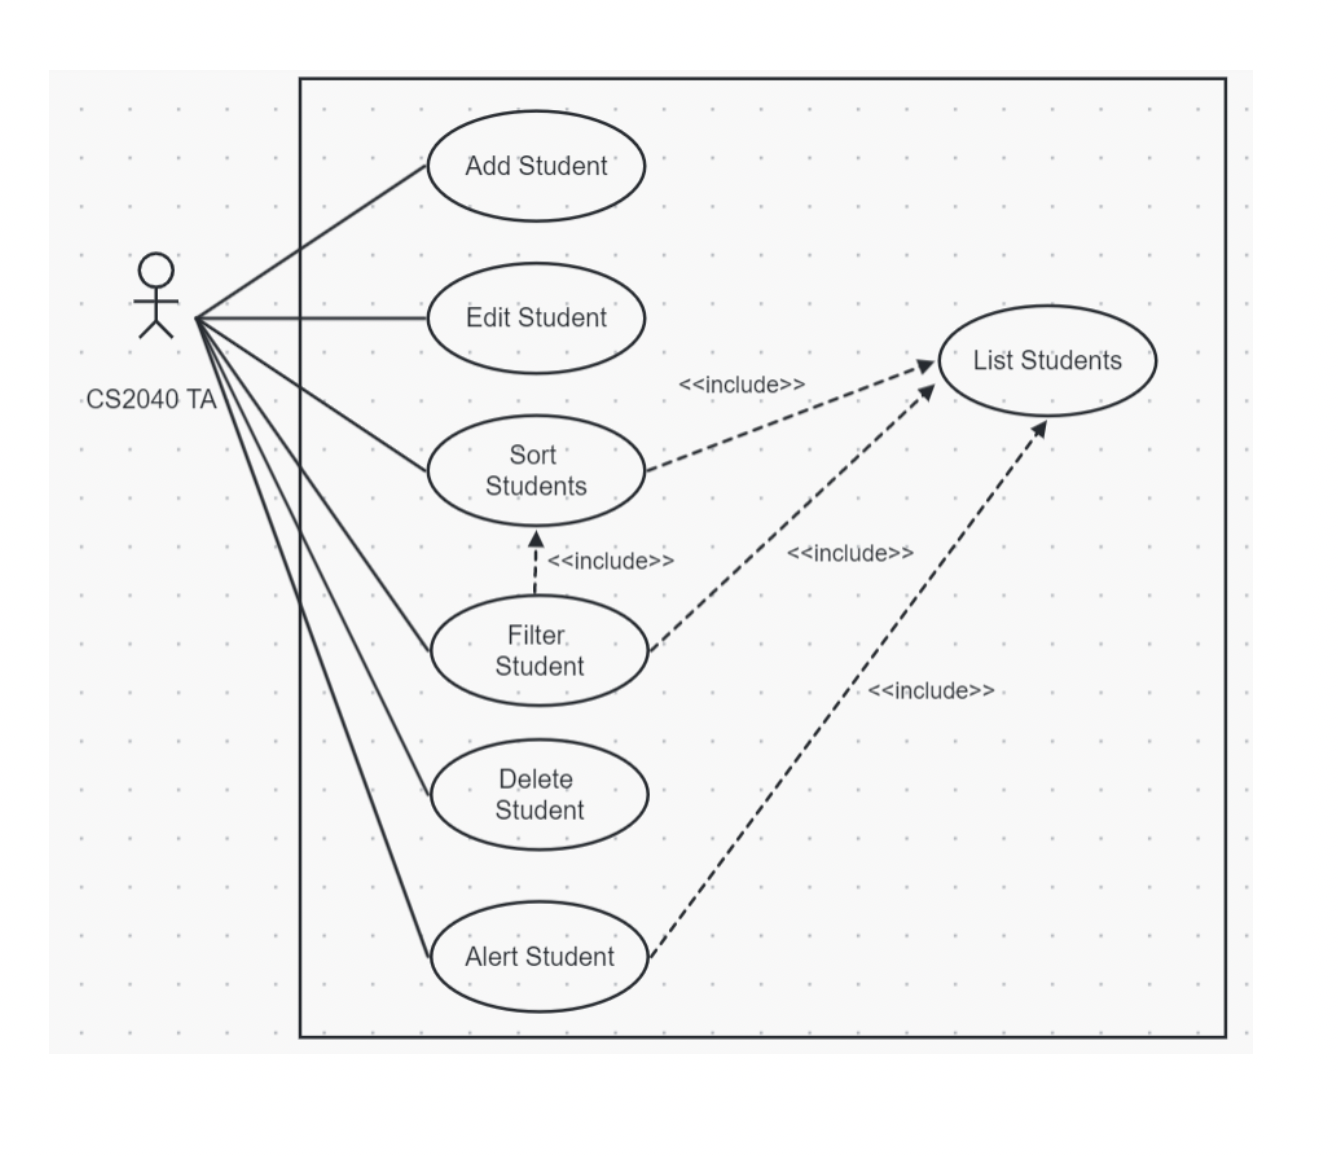 Add Student
Edit Student
CS2040 TA
List Students
<<include>>
Sort
Students
<<include>>
<<include>>
Filter
Student
<<include>>
Delete
Student
Alert Student